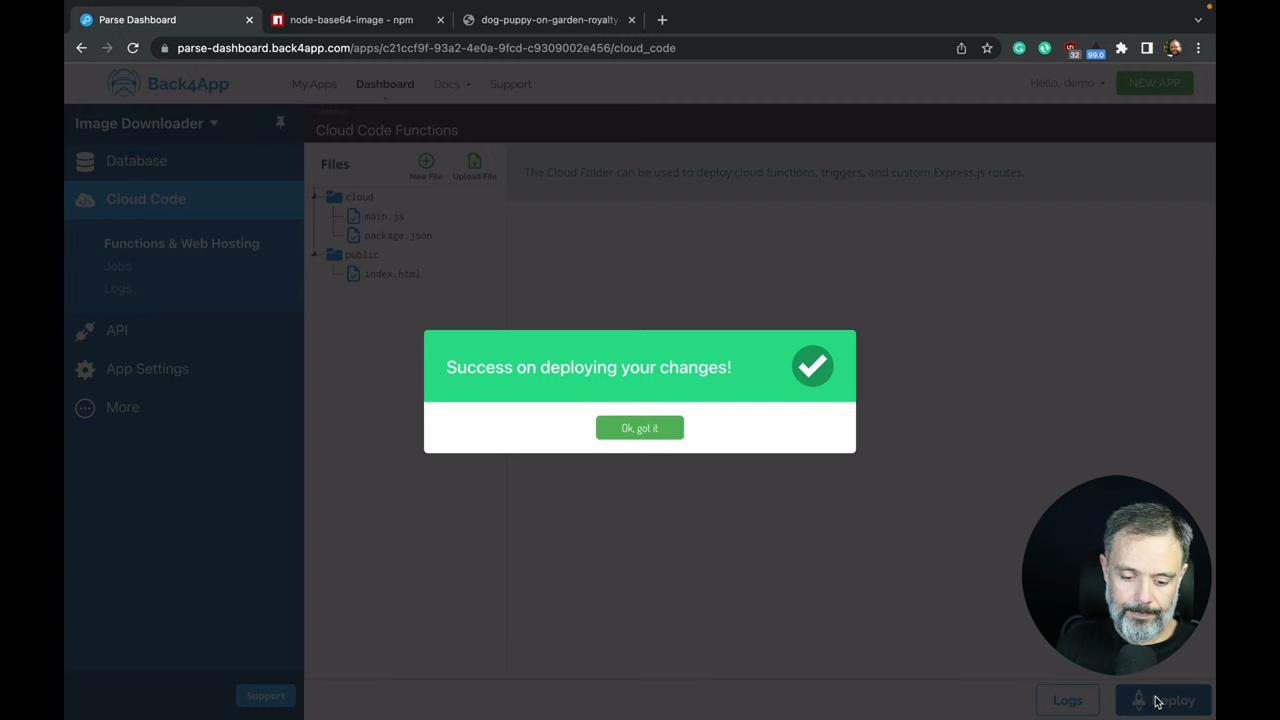 Parse Dashboard
node-base64-image - npm
dog-puppy-on-garden-royalty
parse-dashboard.back4app.com/apps/c21ccf9f-93a2-4e0a-9fcd-c9309002e456/cloud_code
32
99.0
Back4App
My Apps
Dashboard
Docs
Support
Hello, demo
NEW APP
Image Downloader
Cloud Code Functions
Database
Files
New File
Upload File
The Cloud Folder can be used to deploy cloud functions, triggers, and custom Express.js routes.
Cloud Code
cloud
main.js
package.json
Functions & Web Hosting
public
Jobs
index.html
Logs
API
App Settings
More
Success on deploying your changes!
Ok, got it
Support
Logs
Deploy